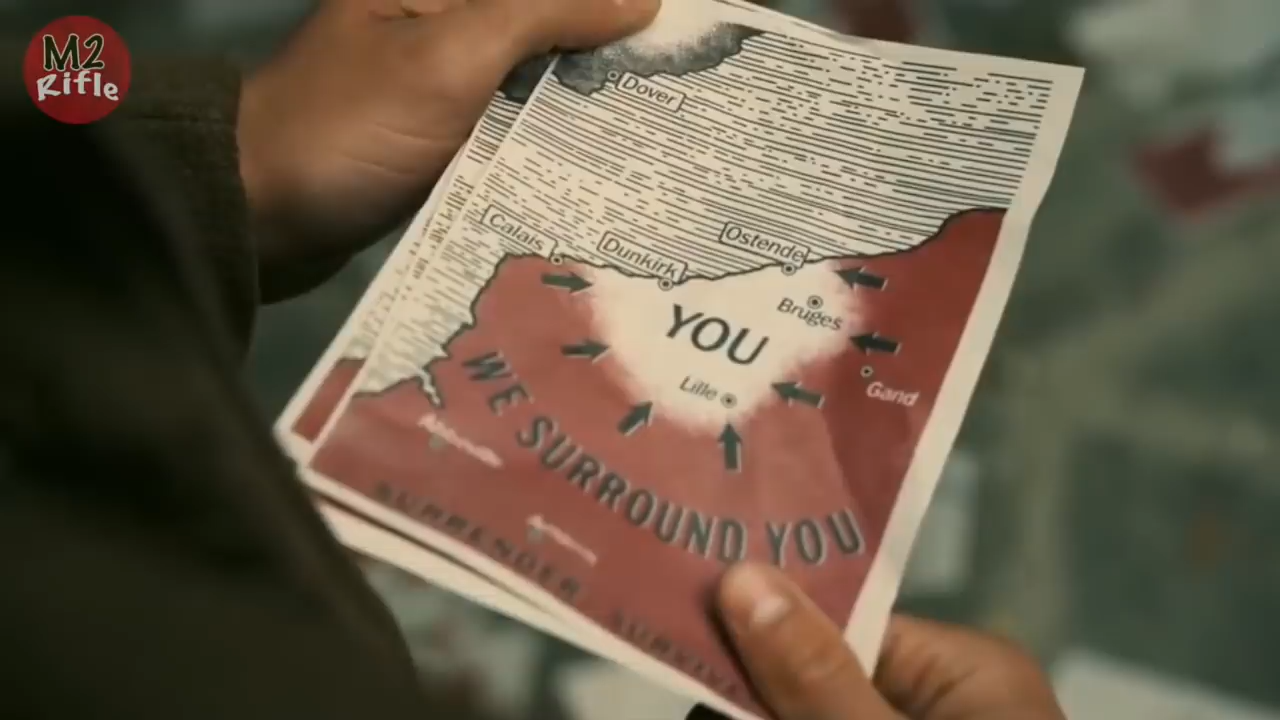 M2
Rifle
Dover
Calais
Dunkirk
Ostende
Bruges
YOU
Lille
Gand
WE SURROUND YOU
SURRENDER